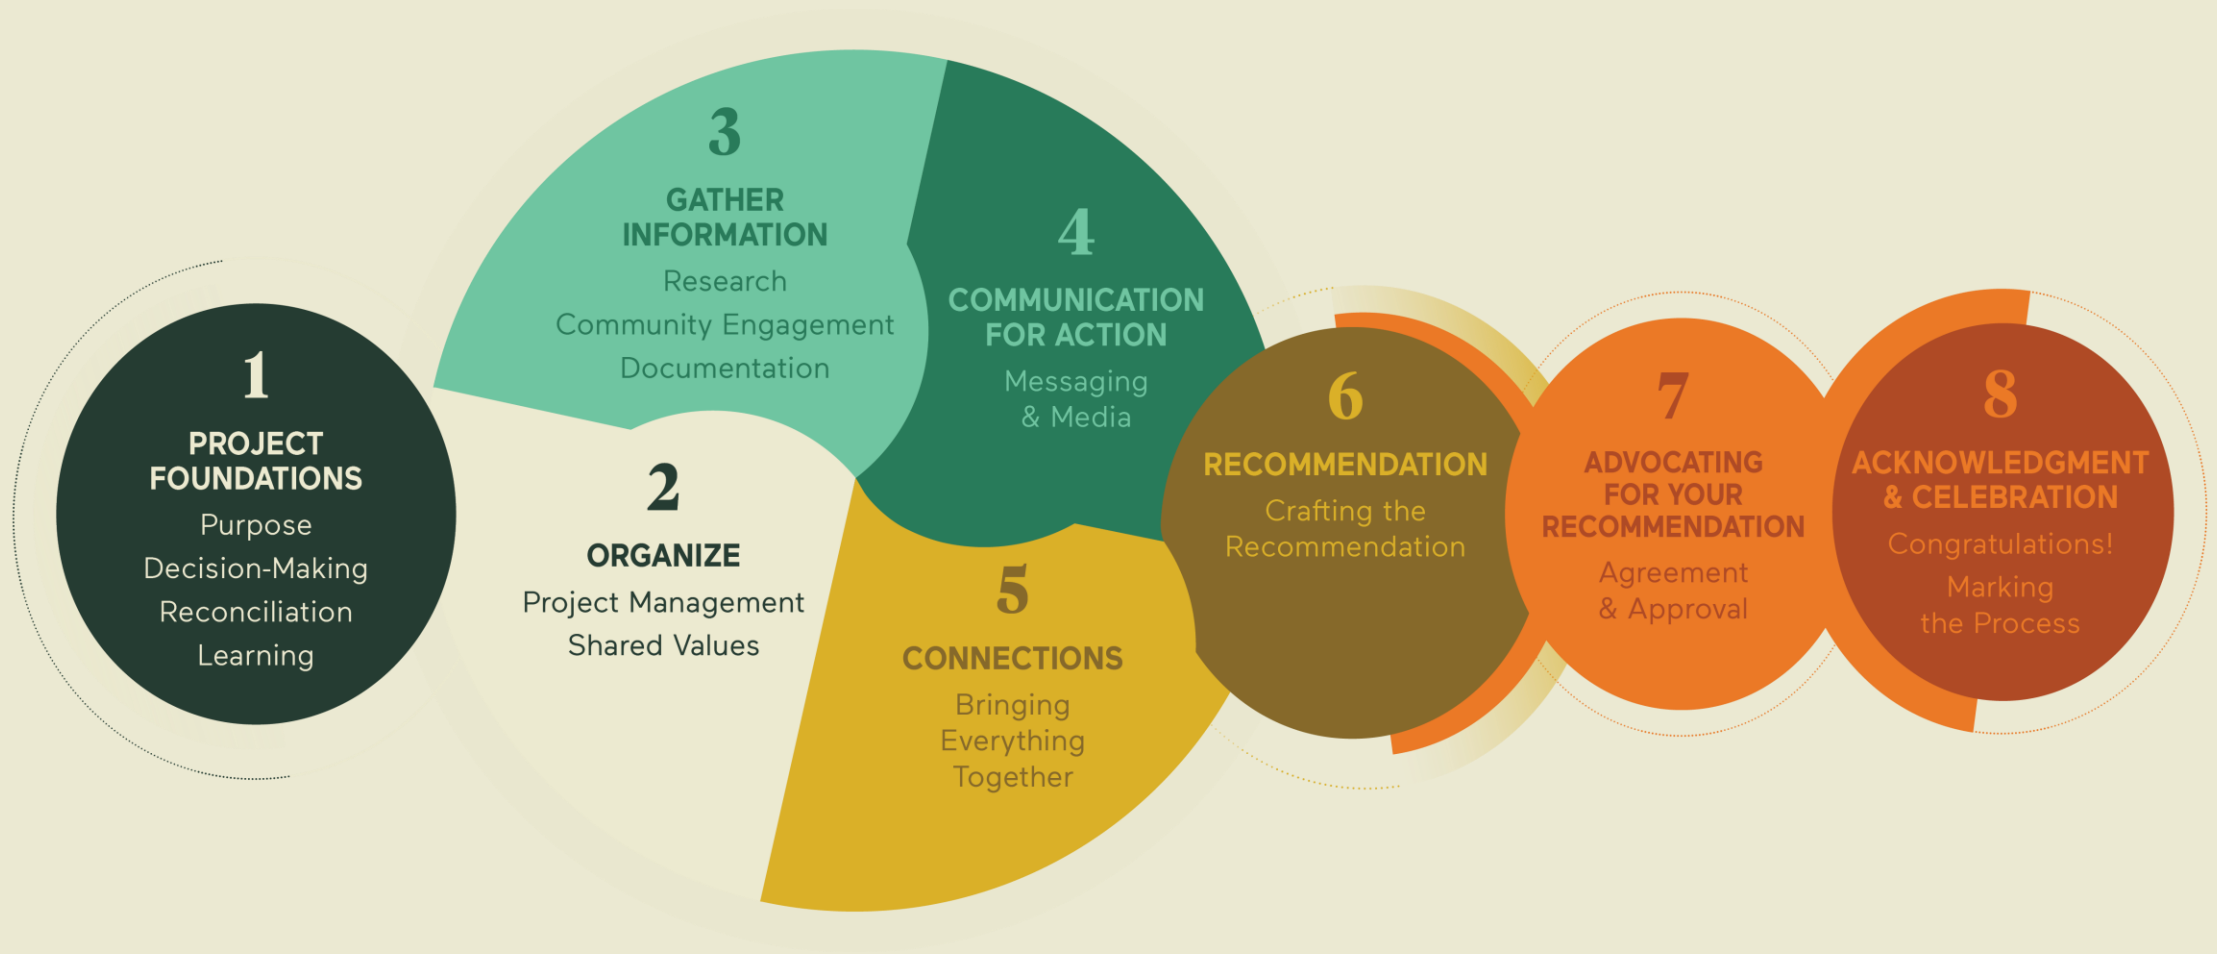 1
PROJECT
FOUNDATIONS
Purpose
Decision-Making
Reconciliation
Learning
2
ORGANIZE
Project Management
Shared Values
3
GATHER
INFORMATION
Research
Community Engagement
Documentation
4
COMMUNICATION
FOR ACTION
Messaging
& Media
5
CONNECTIONS
Bringing
Everything
Together
6
RECOMMENDATION
Crafting the
Recommendation
7
ADVOCATING
FOR YOUR
RECOMMENDATION
Agreement
& Approval
8
ACKNOWLEDGMENT
& CELEBRATION
Congratulations!
Marking
the Process